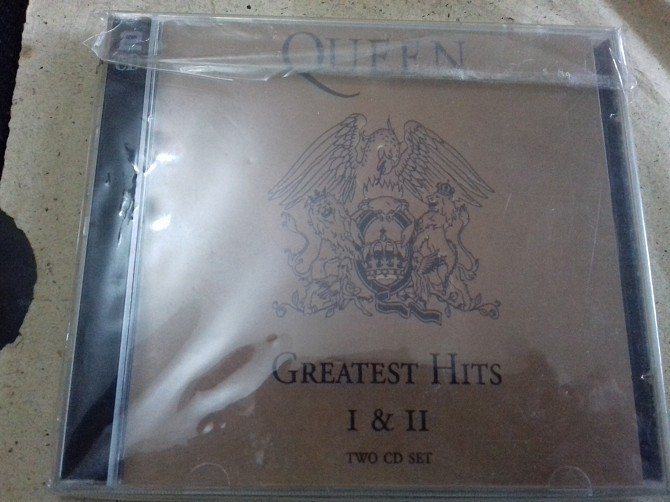 QUEEN
GREATEST HITS
I & II
TWO CD SET